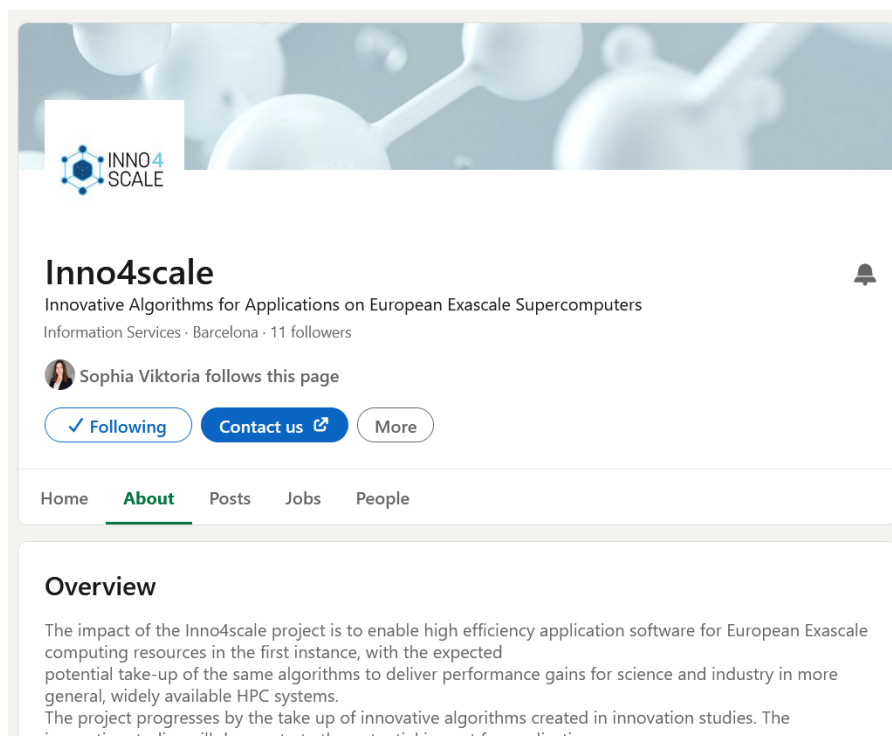 INNO4
SCALE
Inno4scale
Innovative Algorithms for Applications on European Exascale Supercomputers
Information Services · Barcelona · 11 followers
Sophia Viktoria follows this page
Following
Contact us
More
Home About Posts Jobs People
Overview
The impact of the Inno4scale project is to enable high efficiency application software for European Exascale
computing resources in the first instance, with the expected
potential take-up of the same algorithms to deliver performance gains for science and industry in more
general, widely available HPC systems.
The project progresses by the take up of innovative algorithms created in innovation studies. The